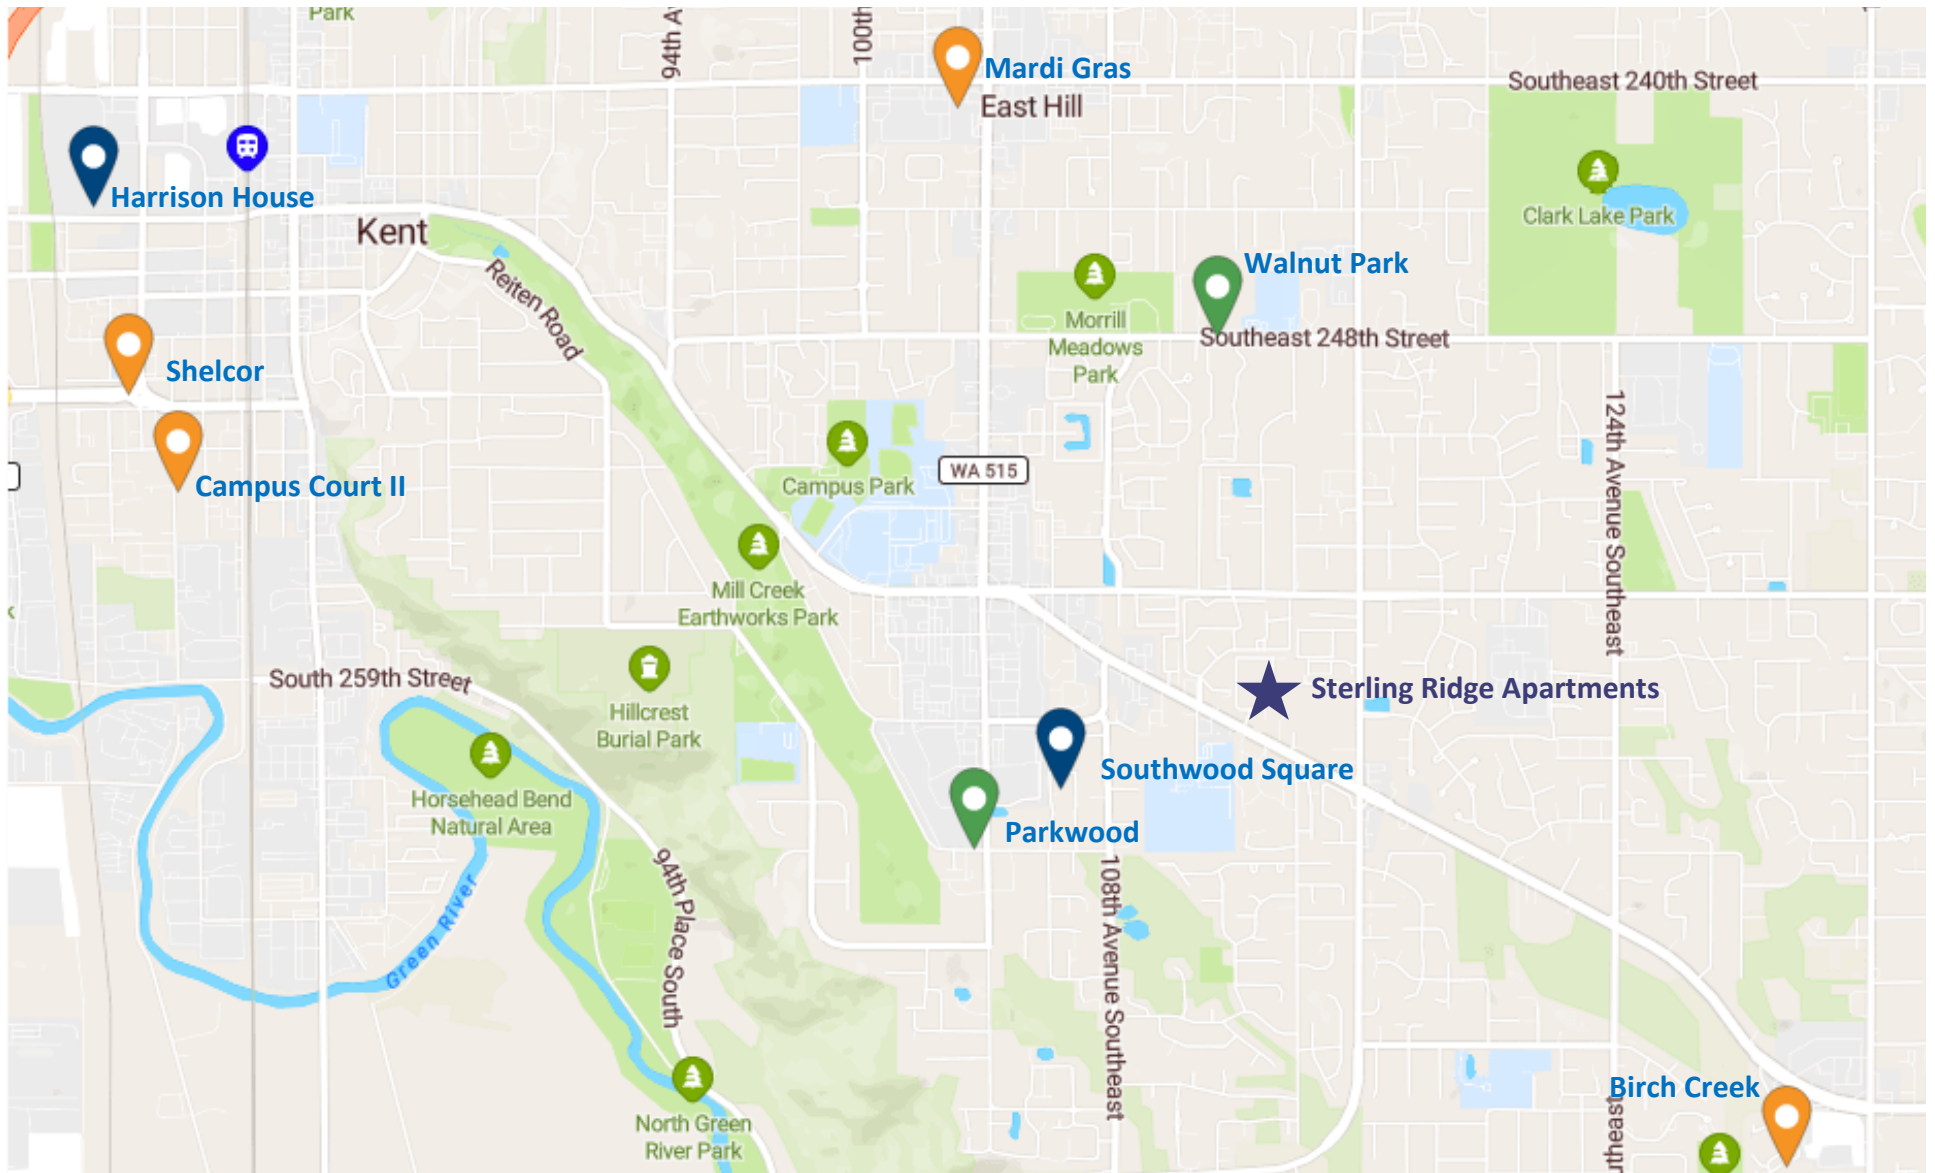 Park
94th A
100th
Mardi Gras
East Hill
Southeast 240th Street
Harrison House
Kent
Clark Lake Park
Reiten Road
Walnut Park
Morrill
Meadows
Park
Southeast 248th Street
Shelcor
Campus Court II
Campus Park
WA 515
124th Avenue Southeast
Mill Creek
Earthworks Park
South 259th Street
Hillcrest
Burial Park
Sterling Ridge Apartments
Southwood Square
Horsehead Bend
Natural Area
Parkwood
94th Place South
108th Avenue Southeast
Green River
North Green
River Park
Birch Creek
utheast